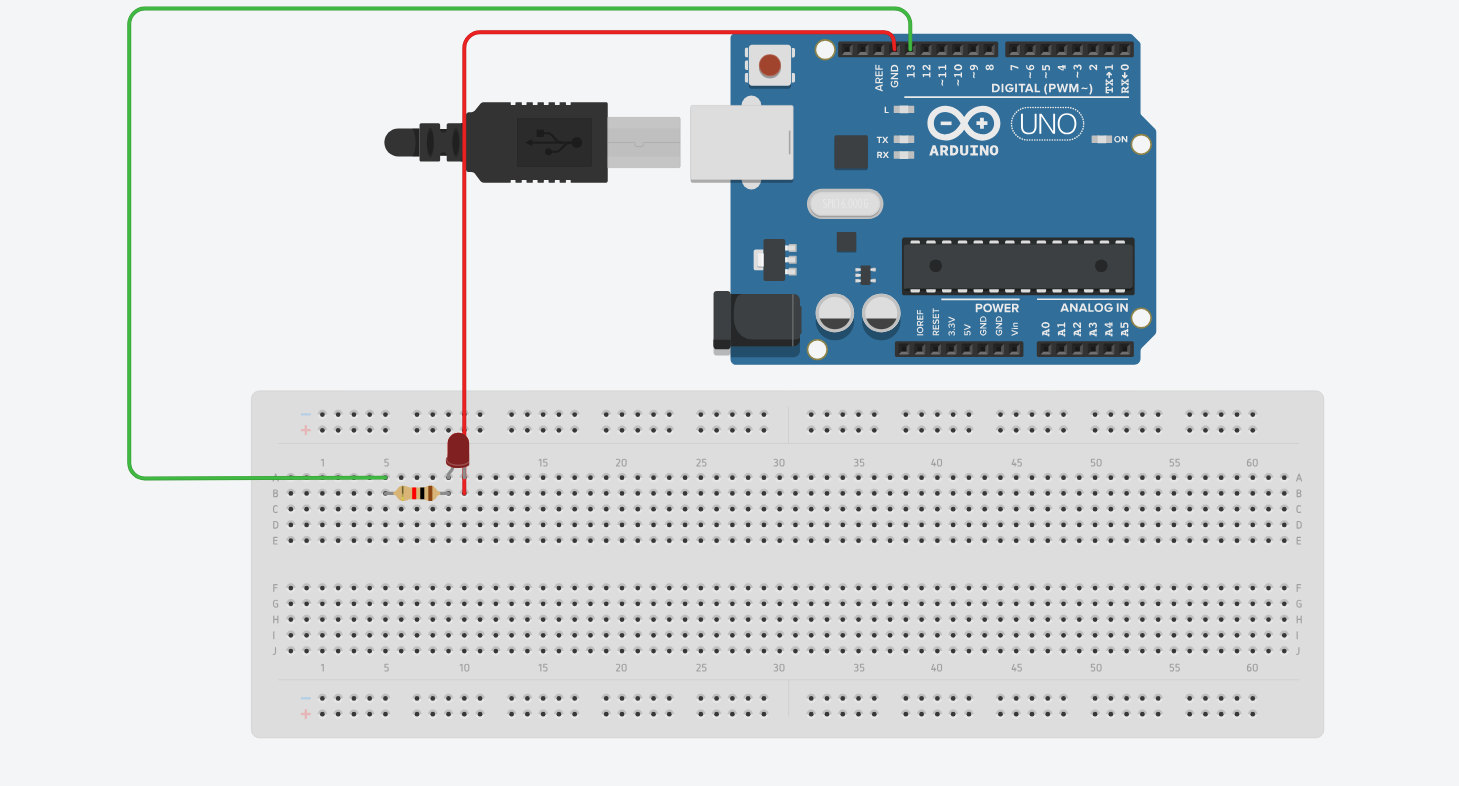 AREF
GND
13
12
~11
~10
~9
8
7
~6
~5
4
~3
2
TX→1
RX←0
DIGITAL (PWM~)
L
TX
RX
UNO
ARDUINO
ON
POWER
ANALOG IN
IOREF
RESET
3.3V
5V
GND
GND
Vin
A0
A1
A2
A3
A4
A5
−
+
1 5 15 20 25 30 35 40 45 50 55 60
A A
B B
C C
D D
E E
F F
G G
H H
I I
J J
1 5 10 15 20 25 30 35 40 45 50 55 60
−
+